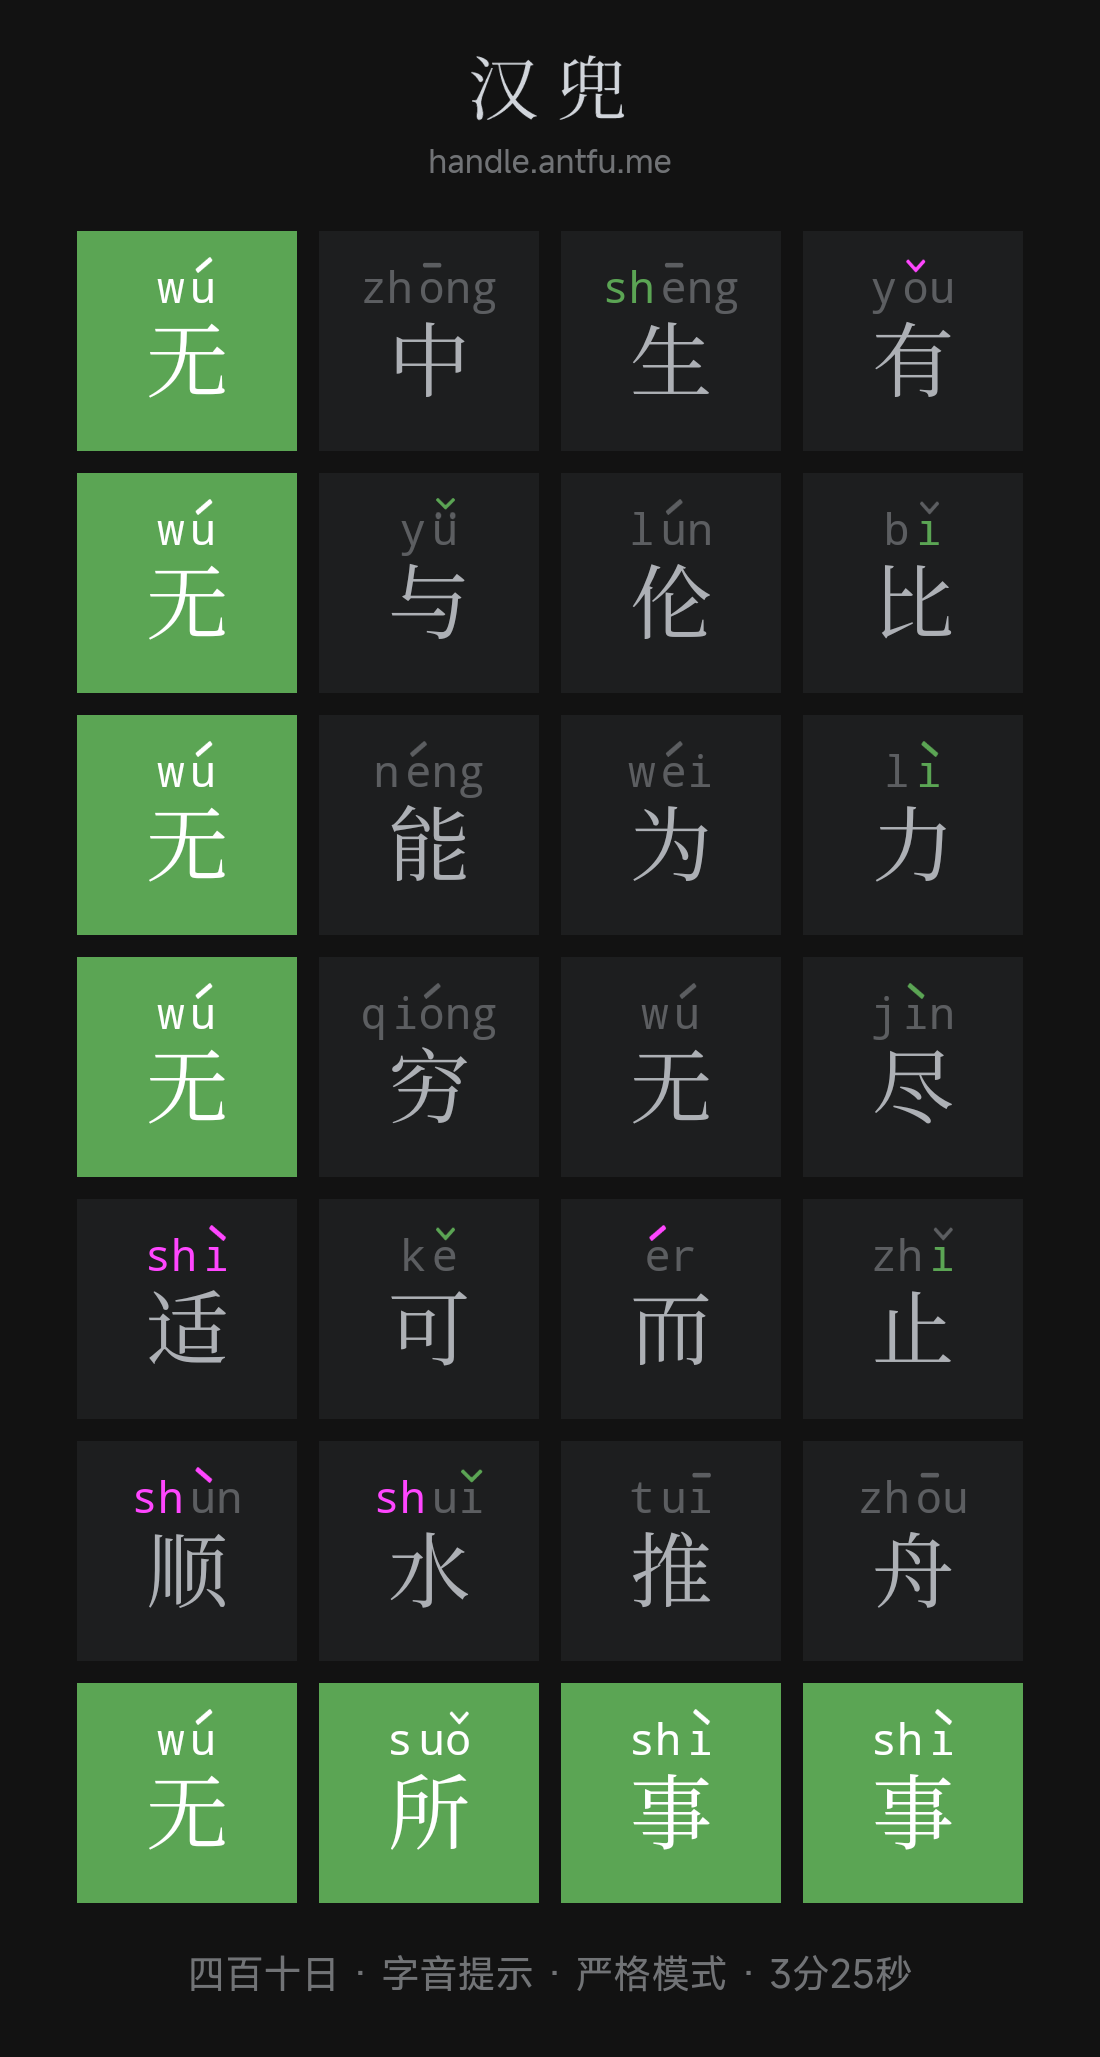 汉兜
handle.antfu.me
wú zhōng shēng yǒu
无中生有
wú yǚ lún bǐ
无与伦比
wú néng wéi lì
无能为力
wú qióng wú jìn
无穷无尽
shì kě ér zhǐ
适可而止
shùn shuǐ tuī zhōu
顺水推舟
wú suǒ shì shì
无所事事
四百十日 · 字音提示 · 严格模式 · 3分25秒